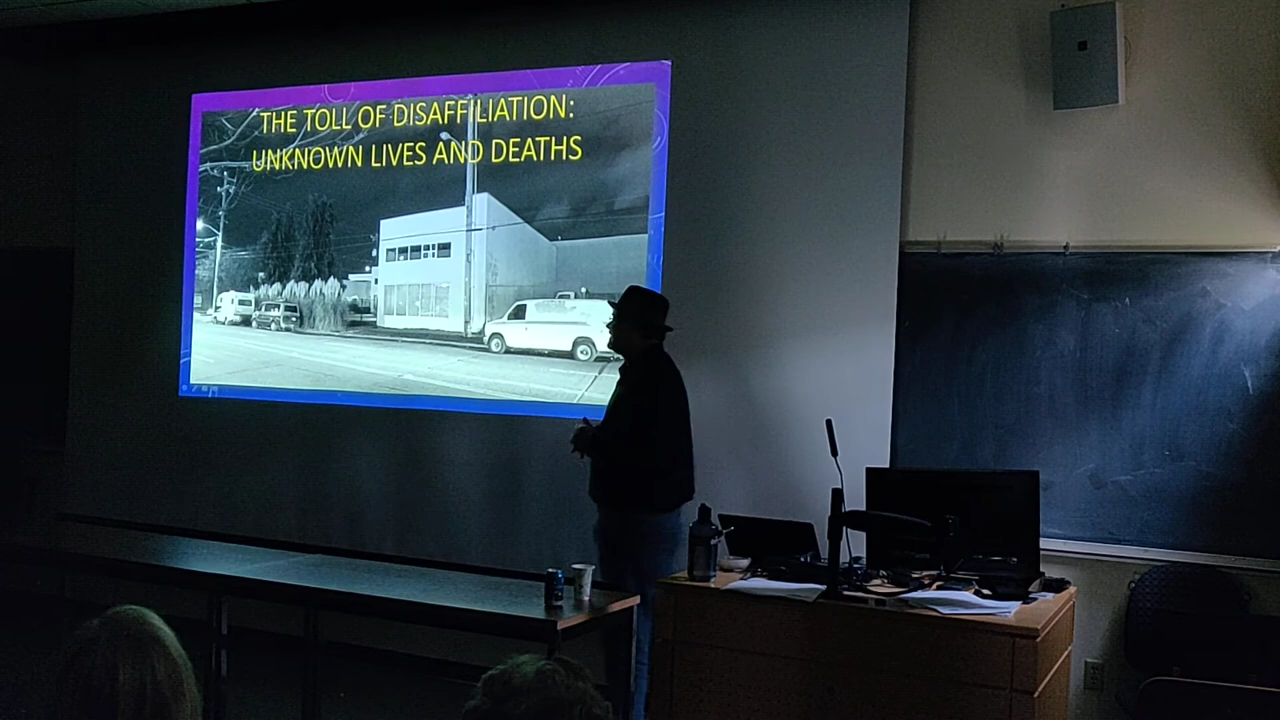 THE TOLL OF DISAFFILIATION:
UNKNOWN LIVES AND DEATHS